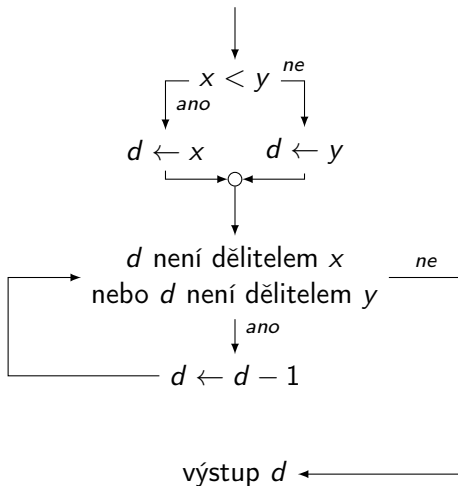 x < y
ne
ano
d ← x
d ← y
d není dělitelem x
nebo d není dělitelem y
ne
ano
d ← d − 1
výstup d